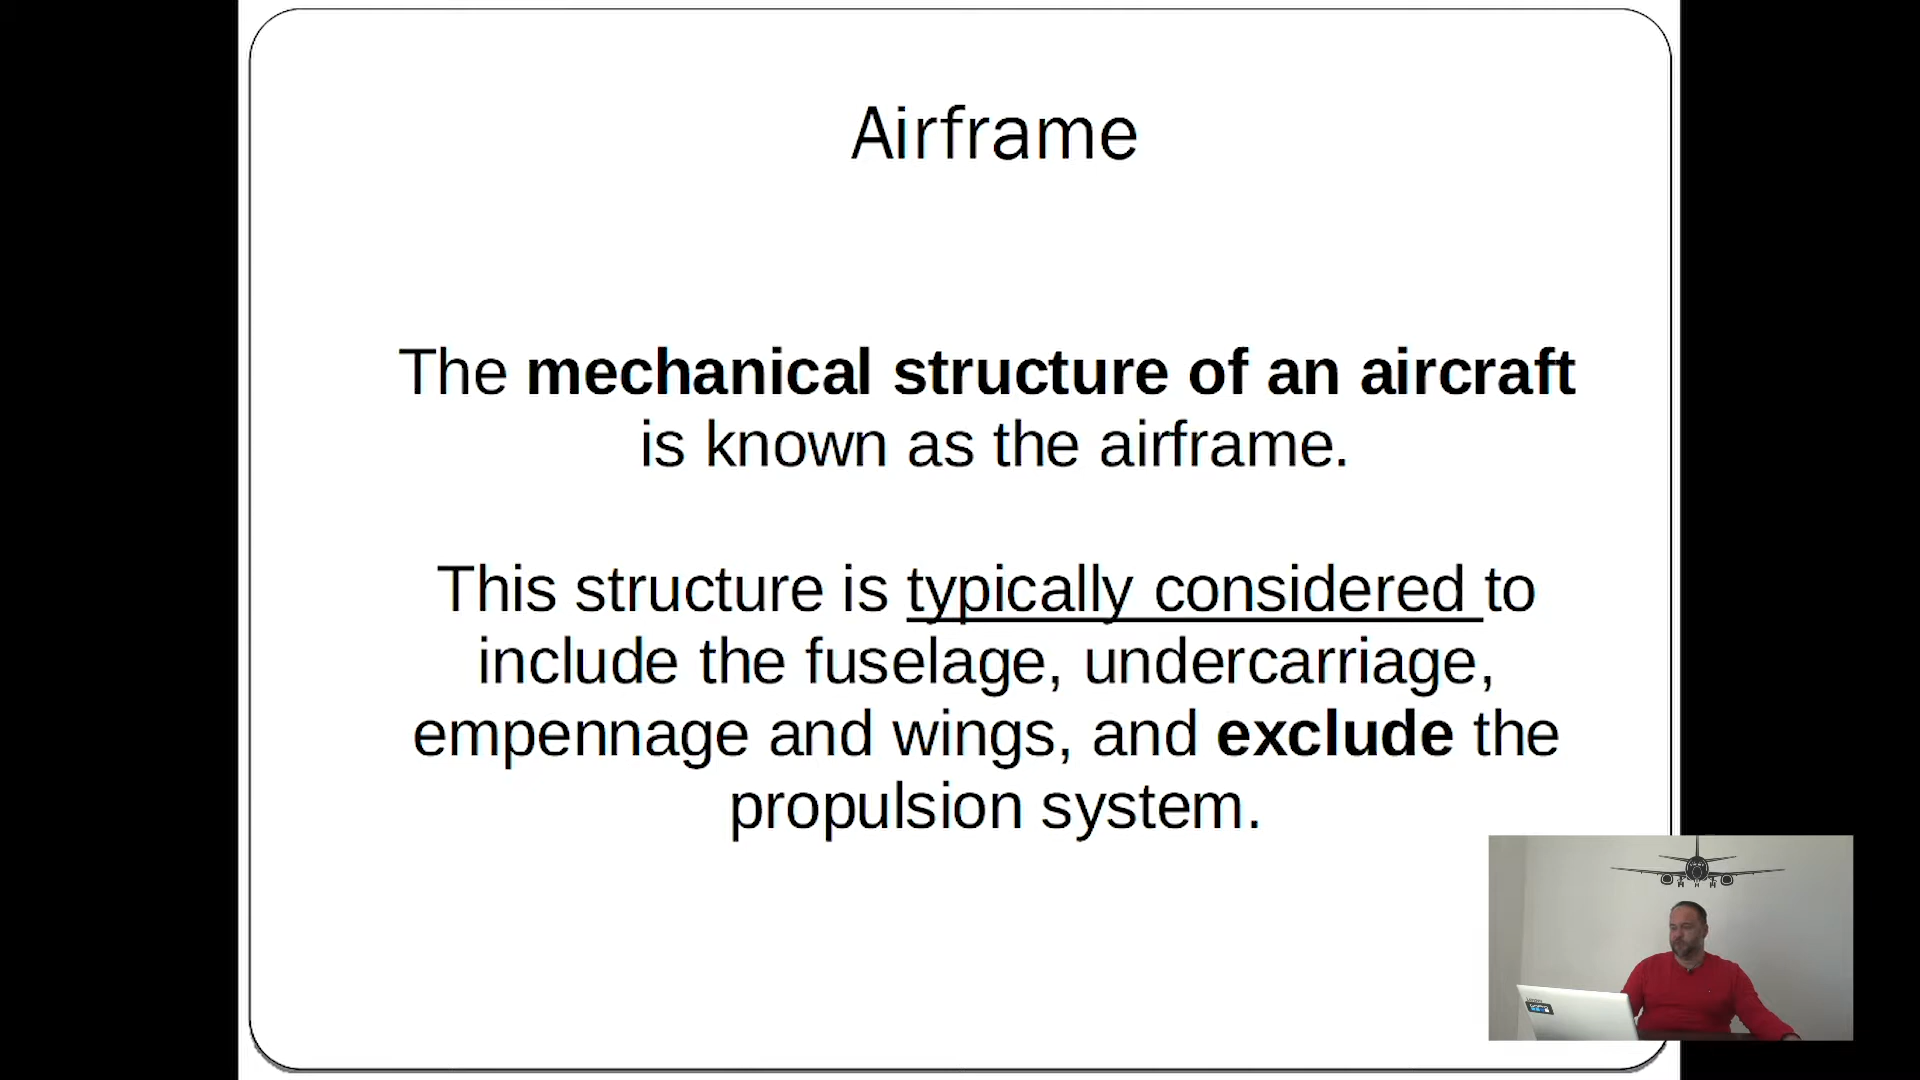 Airframe
The mechanical structure of an aircraft
is known as the airframe.
This structure is typically considered to
include the fuselage, undercarriage,
empennage and wings, and exclude the
propulsion system.